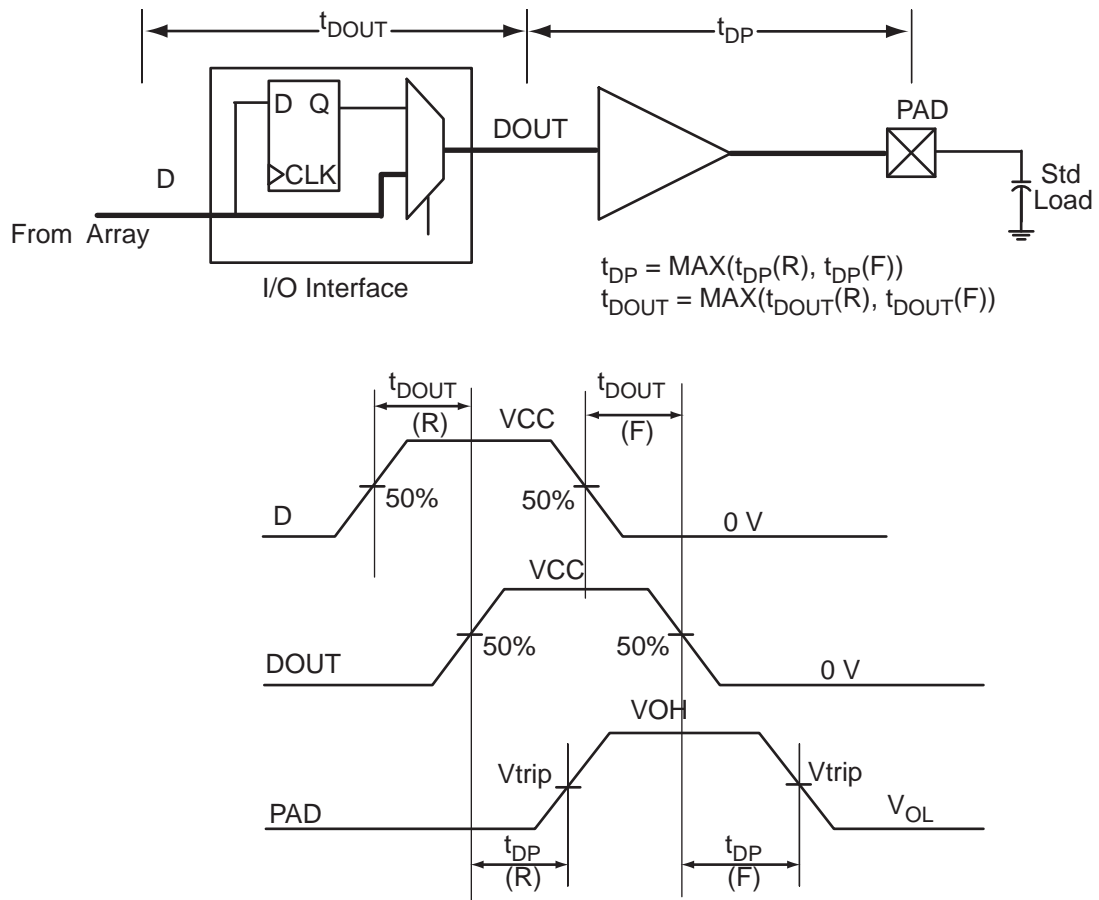 tDOUT
tDP
D Q
CLK
D
From Array
I/O Interface
DOUT
PAD
Std
Load
tDP = MAX(tDP(R), tDP(F))
tDOUT = MAX(tDOUT(R), tDOUT(F))
tDOUT
(R)
VCC
tDOUT
(F)
50%
50%
D
0 V
VCC
50%
50%
DOUT
0 V
VOH
Vtrip
Vtrip
PAD
VOL
tDP
(R)
tDP
(F)